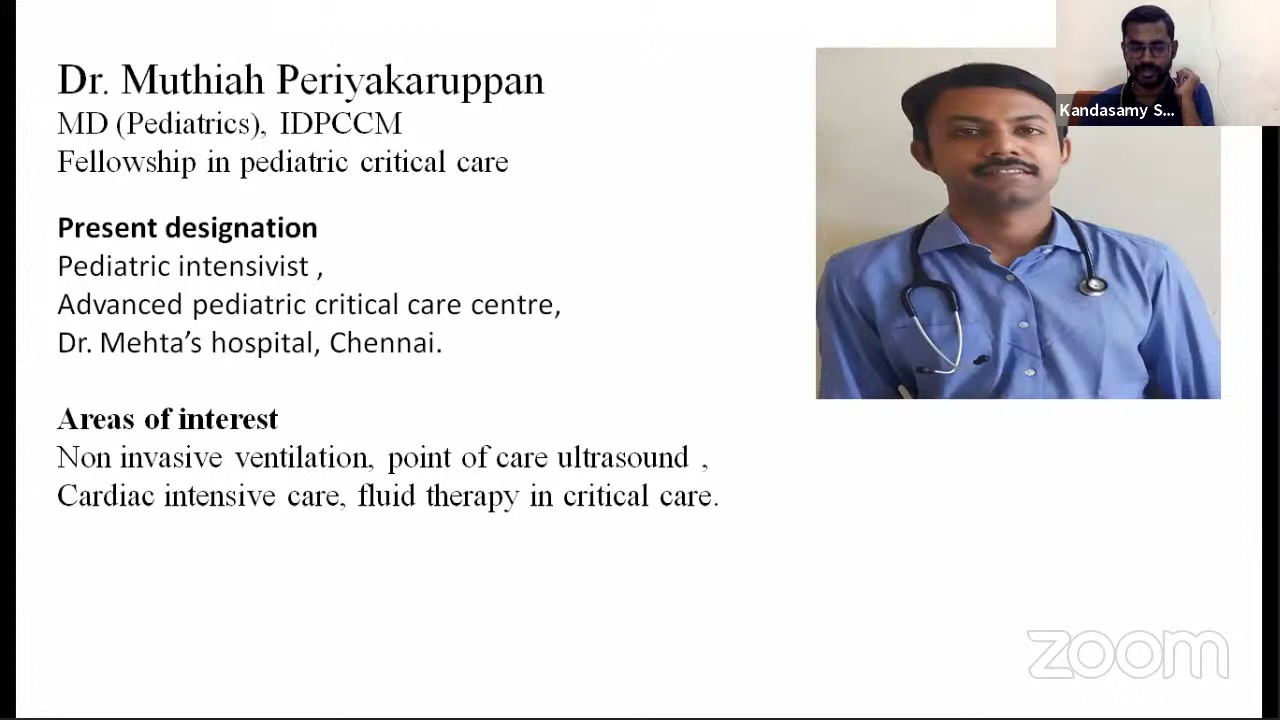 Dr. Muthiah Periyakaruppan
MD (Pediatrics), IDPCCM
Fellowship in pediatric critical care
Present designation
Pediatric intensivist ,
Advanced pediatric critical care centre,
Dr. Mehta’s hospital, Chennai.
Areas of interest
Non invasive ventilation, point of care ultrasound ,
Cardiac intensive care, fluid therapy in critical care.
Kandasamy S...
zoom